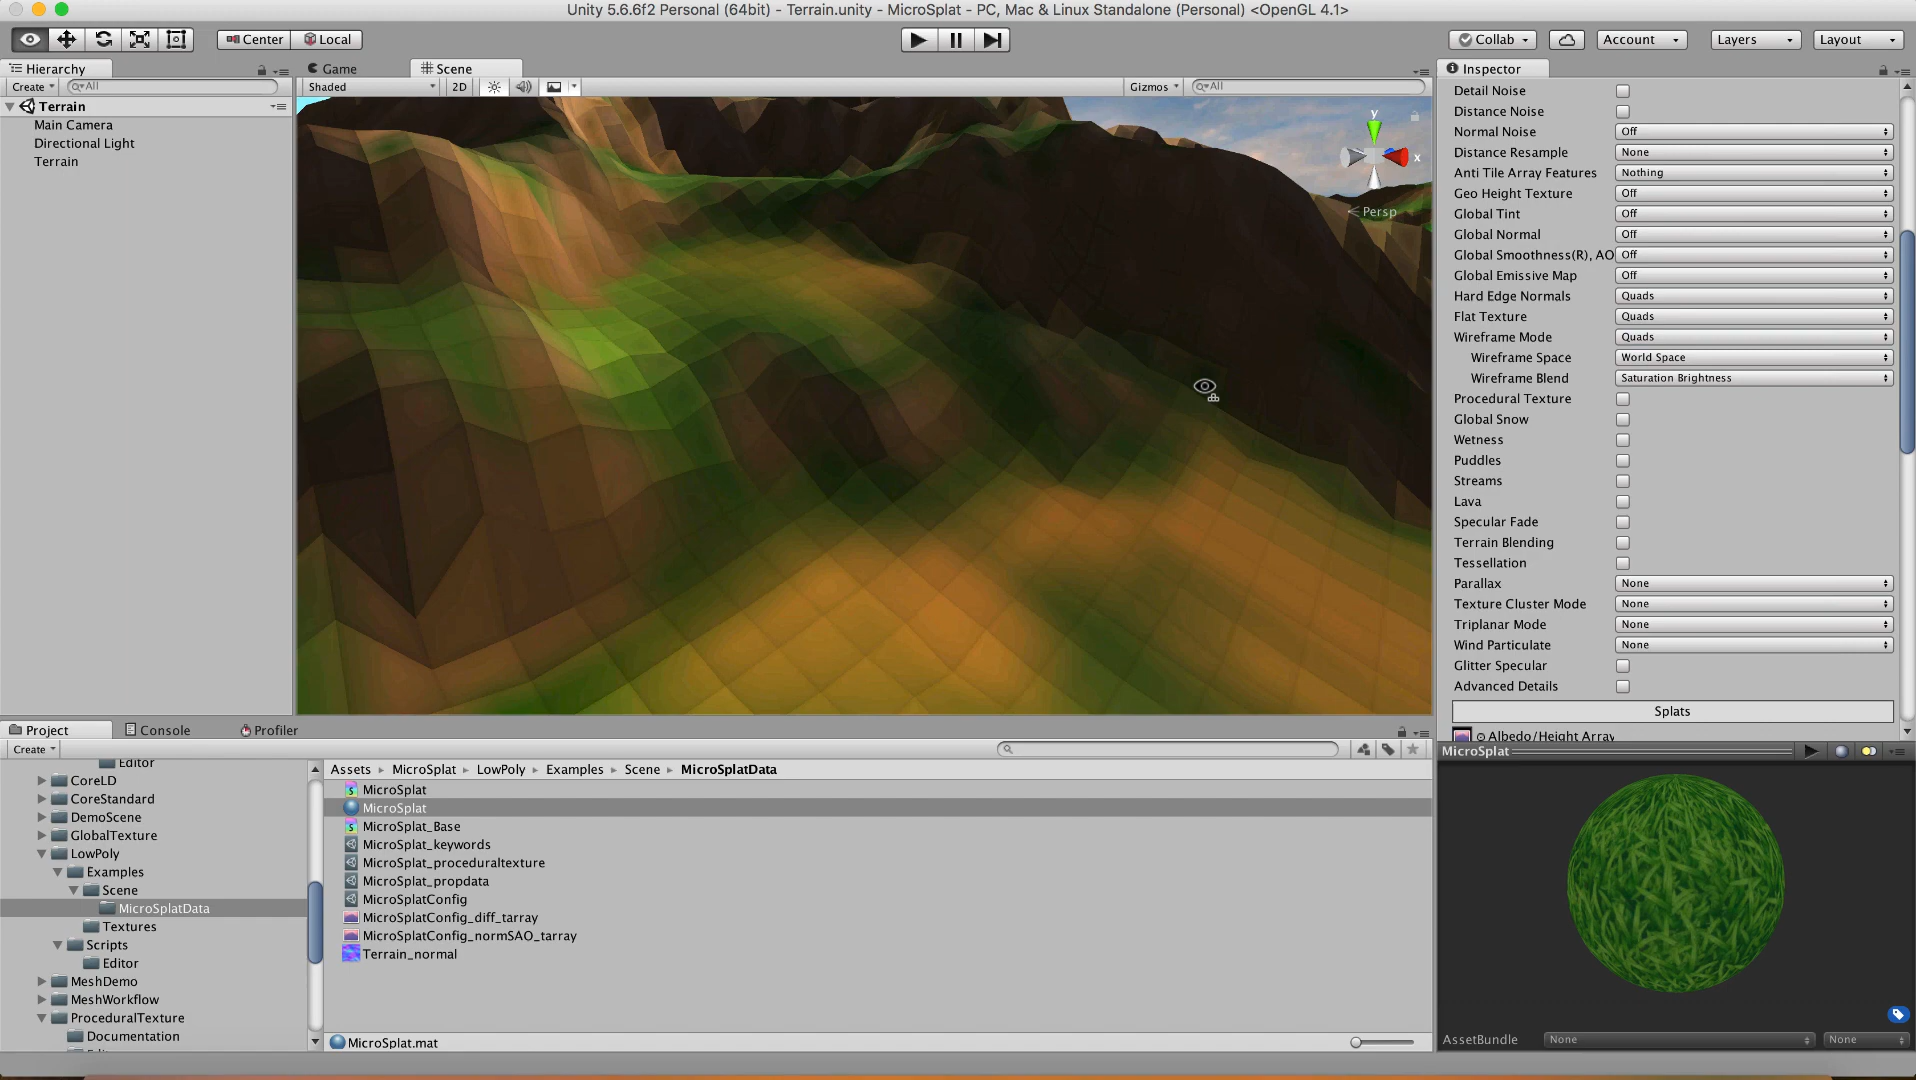 Unity 5.6.6f2 Personal (64bit) - Terrain.unity - MicroSplat - PC, Mac & Linux Standalone (Personal) <OpenGL 4.1>
Center Local Collab Account Layers Layout
Hierarchy
Create All
Terrain
Main Camera
Directional Light
Terrain
Game Scene
Shaded 2D Gizmos All
y
x
Persp
Inspector
Detail Noise
Distance Noise
Normal Noise Off
Distance Resample None
Anti Tile Array Features Nothing
Geo Height Texture Off
Global Tint Off
Global Normal Off
Global Smoothness(R), AO Off
Global Emissive Map Off
Hard Edge Normals Quads
Flat Texture Quads
Wireframe Mode Quads
Wireframe Space World Space
Wireframe Blend Saturation Brightness
Procedural Texture
Global Snow
Wetness
Puddles
Streams
Lava
Specular Fade
Terrain Blending
Tessellation
Parallax None
Texture Cluster Mode None
Triplanar Mode None
Wind Particulate None
Glitter Specular
Advanced Details
Splats
Albedo/Height Array
Project Console Profiler
Create
Editor
CoreLD
CoreStandard
DemoScene
GlobalTexture
LowPoly
Examples
Scene
MicroSplatData
Textures
Scripts
Editor
MeshDemo
MeshWorkflow
ProceduralTexture
Documentation
Assets MicroSplat LowPoly Examples Scene MicroSplatData
MicroSplat
MicroSplat
MicroSplat_Base
MicroSplat_keywords
MicroSplat_proceduraltexture
MicroSplat_propdata
MicroSplatConfig
MicroSplatConfig_diff_tarray
MicroSplatConfig_normSAO_tarray
Terrain_normal
MicroSplat.mat
MicroSplat
AssetBundle None None